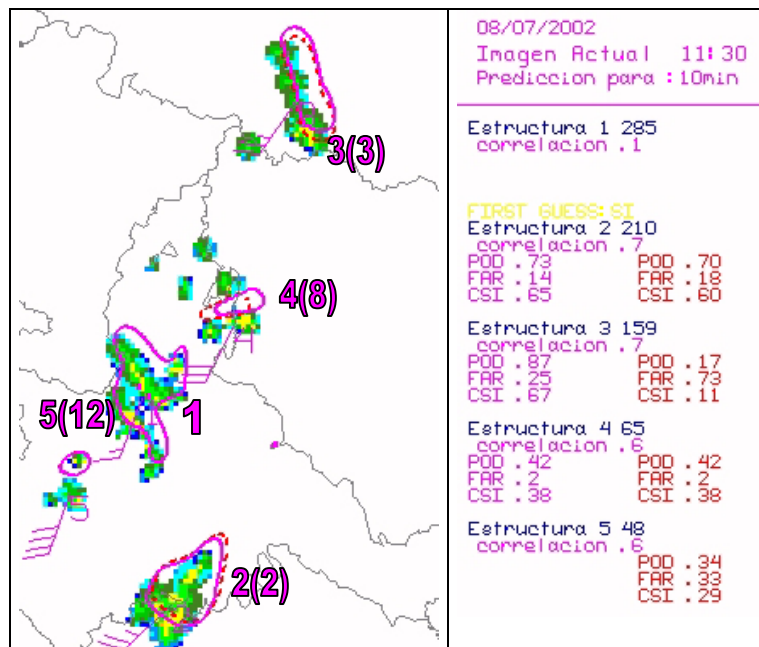 3(3)
4(8)
5(12)
1
2(2)
08/07/2002
Imagen Actual 11:30
Prediccion para :10min
Estructura 1 285
correlacion .1
FIRST GUESS:SI
Estructura 2 210
correlacion .7
POD .73 POD .70
FAR .14 FAR .18
CSI .65 CSI .60
Estructura 3 159
correlacion .7
POD .87 POD .17
FAR .25 FAR .73
CSI .67 CSI .11
Estructura 4 65
correlacion .6
POD .42 POD .42
FAR .2 FAR .2
CSI .38 CSI .38
Estructura 5 48
correlacion .6
POD .34
FAR .33
CSI .29